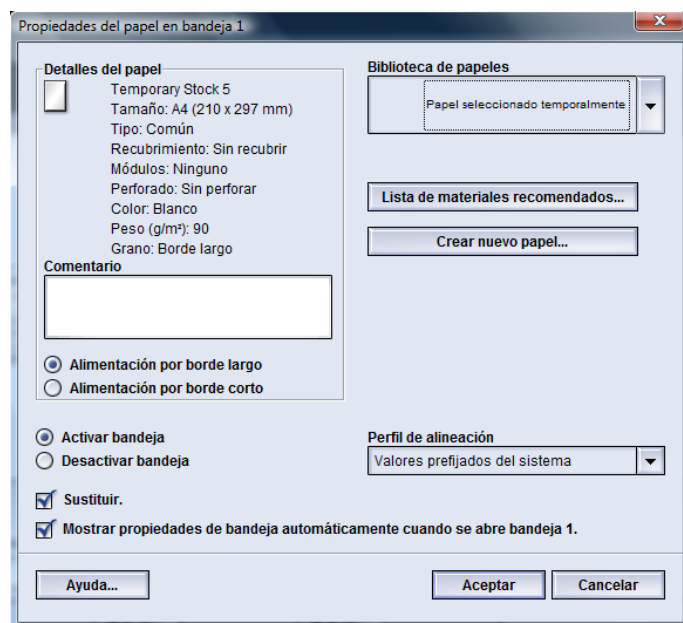 Propiedades del papel en bandeja 1
Detalles del papel
Temporary Stock 5
Tamaño: A4 (210 x 297 mm)
Tipo: Común
Recubrimiento: Sin recubrir
Módulos: Ninguno
Perforado: Sin perforar
Color: Blanco
Peso (g/m²): 90
Grano: Borde largo
Comentario
Alimentación por borde largo
Alimentación por borde corto
Biblioteca de papeles
Papel seleccionado temporalmente
Lista de materiales recomendados...
Crear nuevo papel...
Activar bandeja
Desactivar bandeja
Perfil de alineación
Valores prefijados del sistema
Sustituir.
Mostrar propiedades de bandeja automáticamente cuando se abre bandeja 1.
Ayuda...
Aceptar
Cancelar